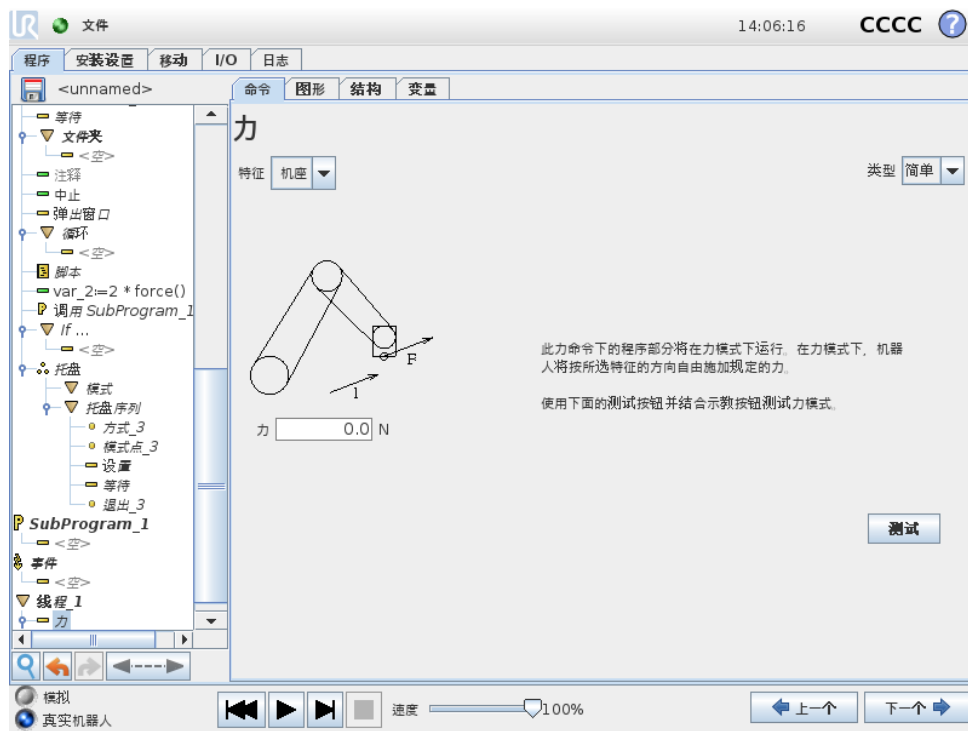 UR 文件 14:06:16 CCCC ?
程序 安装设置 移动 I/O 日志
<unnamed>
命令 图形 结构 变量
等待
文件夹
<空>
注释
中止
弹出窗口
循环
<空>
脚本
var_2:=2 * force()
调用 SubProgram_1
If ...
<空>
托盘
模式
托盘序列
方式_3
模式点_3
设置
等待
退出_3
SubProgram_1
<空>
事件
<空>
线程_1
力
力
特征 机座
类型 简单
F
1
力 0.0 N
此力命令下的程序部分将在力模式下运行。在力模式下，机器
人将按所选特征的方向自由施加规定的力。
使用下面的测试按钮并结合示教按钮测试力模式。
测试
模拟
真实机器人
速度 100%
上一个 下一个